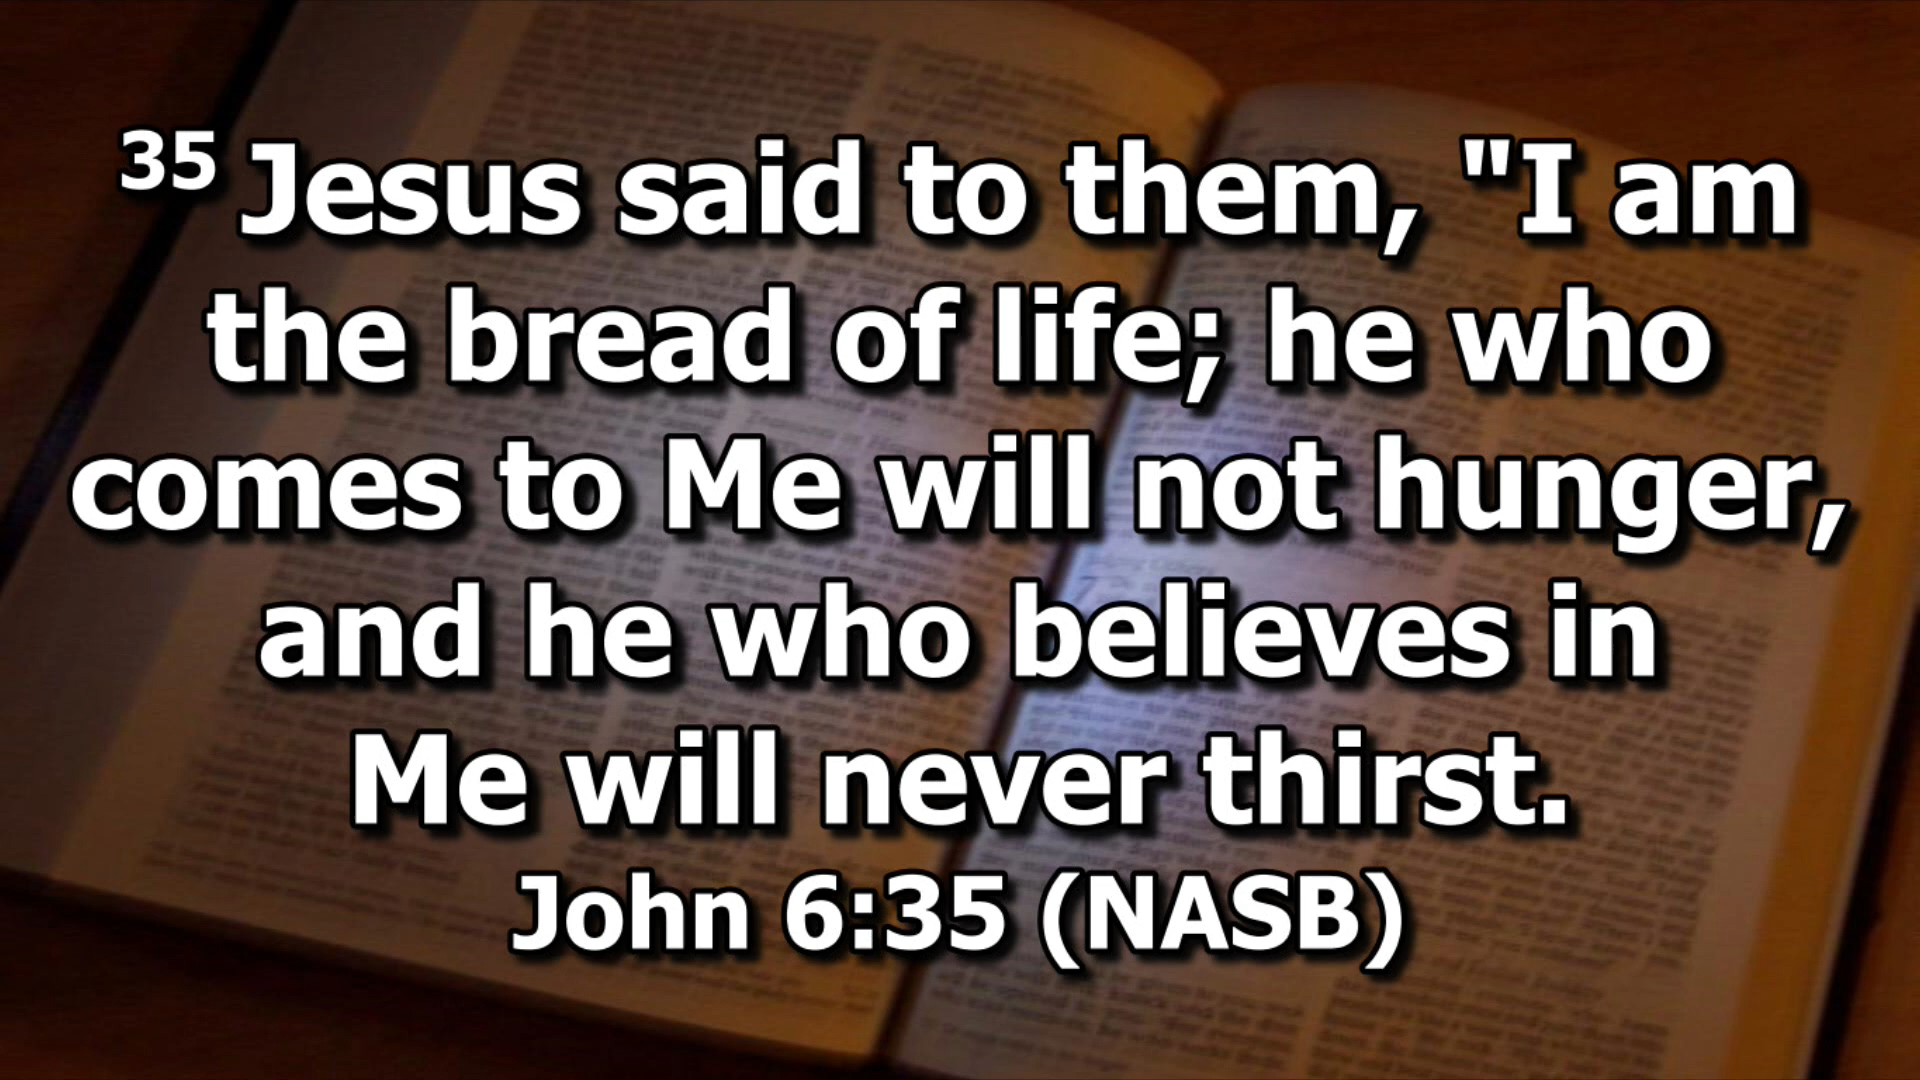 35 Jesus said to them, "I am
the bread of life; he who
comes to Me will not hunger,
and he who believes in
Me will never thirst.
John 6:35 (NASB)